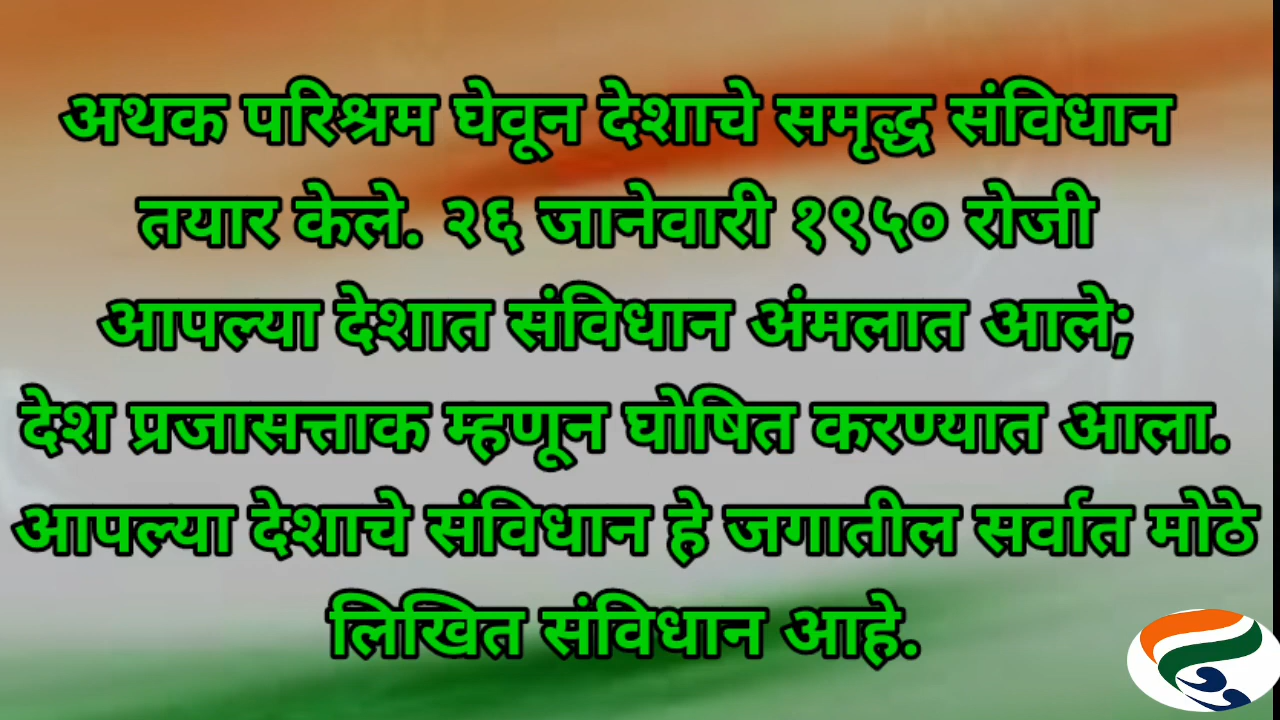 अथक परिश्रम घेवून देशाचे समृद्ध संविधान
तयार केले. २६ जानेवारी १९५० रोजी
आपल्या देशात संविधान अंमलात आले;
देश प्रजासत्ताक म्हणून घोषित करण्यात आला.
आपल्या देशाचे संविधान हे जगातील सर्वात मोठे
लिखित संविधान आहे.